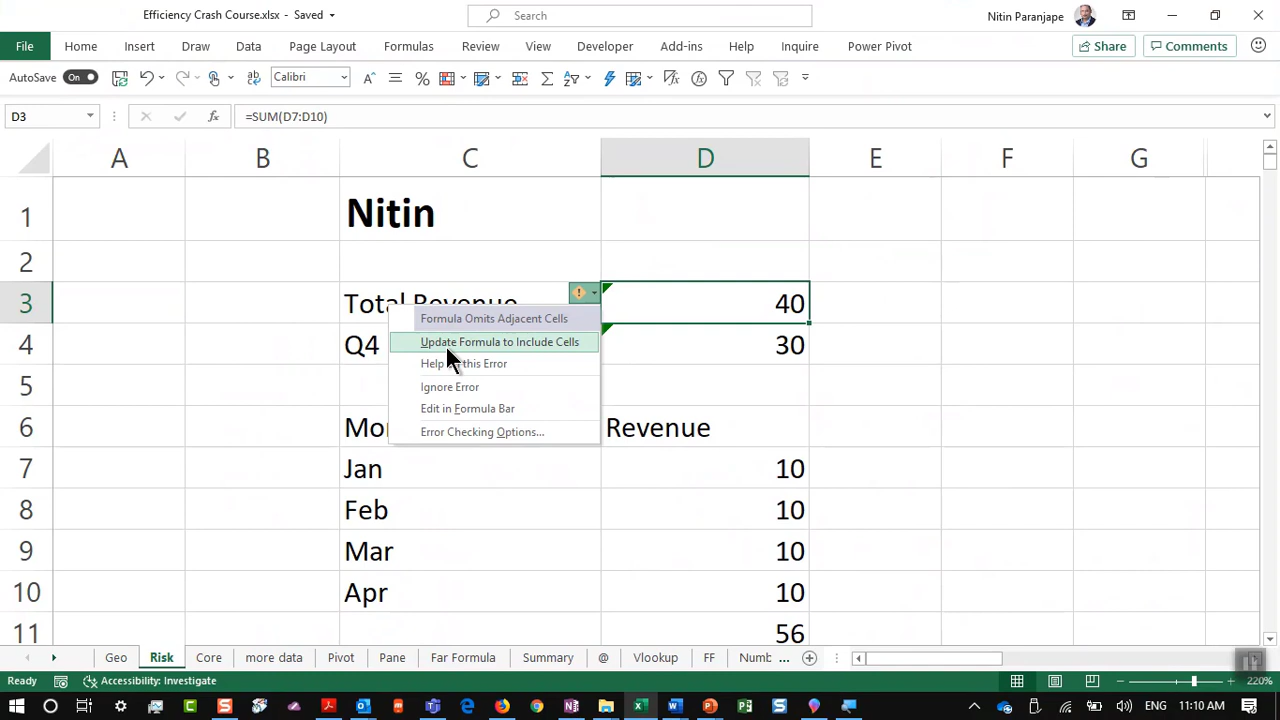 Efficiency Crash Course.xlsx - Saved
Search
Nitin Paranjape
File Home Insert Draw Data Page Layout Formulas Review View Developer Add-ins Help Inquire Power Pivot Share Comments
AutoSave On Calibri
D3 =SUM(D7:D10)
A B C D E F G
1 Nitin
2
3 Total Revenue 40
Formula Omits Adjacent Cells
Update Formula to Include Cells
4 Q4 30
Help this Error
5
Ignore Error
Edit in Formula Bar
Error Checking Options...
6 Revenue
7 Jan 10
8 Feb 10
9 Mar 10
10 Apr 10
11 56
Geo Risk Core more data Pivot Pane Far Formula Summary @ Vlookup FF Numb ...
Ready Accessibility: Investigate 220%
ENG 11:10 AM